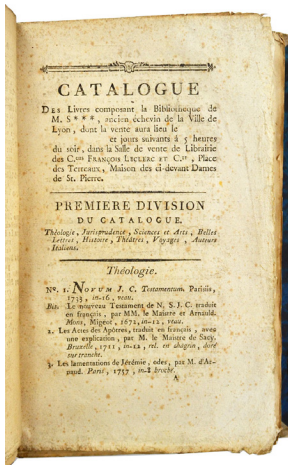 CATALOGUE
DES Livres composant la Bibliothèque de
M. S***, ancien échevin de la Ville de
Lyon, dont la vente aura lieu le
et jours suivants à 5 heures
du soir, dans la Salle de vente de Librairie
des C.ens FRANÇOIS LECLERC ET C.ie, Place
des Terreaux, Maison des ci-devant Dames
de St. Pierre.
PREMIERE DIVISION
DU CATALOGUE.
Théologie, Jurisprudence, Sciences et Arts, Belles
Lettres, Histoire, Théâtres, Voyages, Auteurs
Italiens.
Théologie.
N°. 1. NOVUM J. C. Testamentum. Parisiis,
1733, in-16, veau.
Bis. Le nouveau Testament de N. S. J. C. traduit
en français, par MM. le Maistre et Arnauld.
Mons, Migeot, 1672, in-12, veau.
2. Les Actes des Apôtres, traduit en français, avec
une explication, par M. le Maistre de Sacy.
Bruxelle, 1711, in-12, rel. et chagrin, doré
sur tranche.
3. Les lamentations de Jérémie, odes, par M. d'Ar-
naud. Paris, 1757, in-8 broché.
A